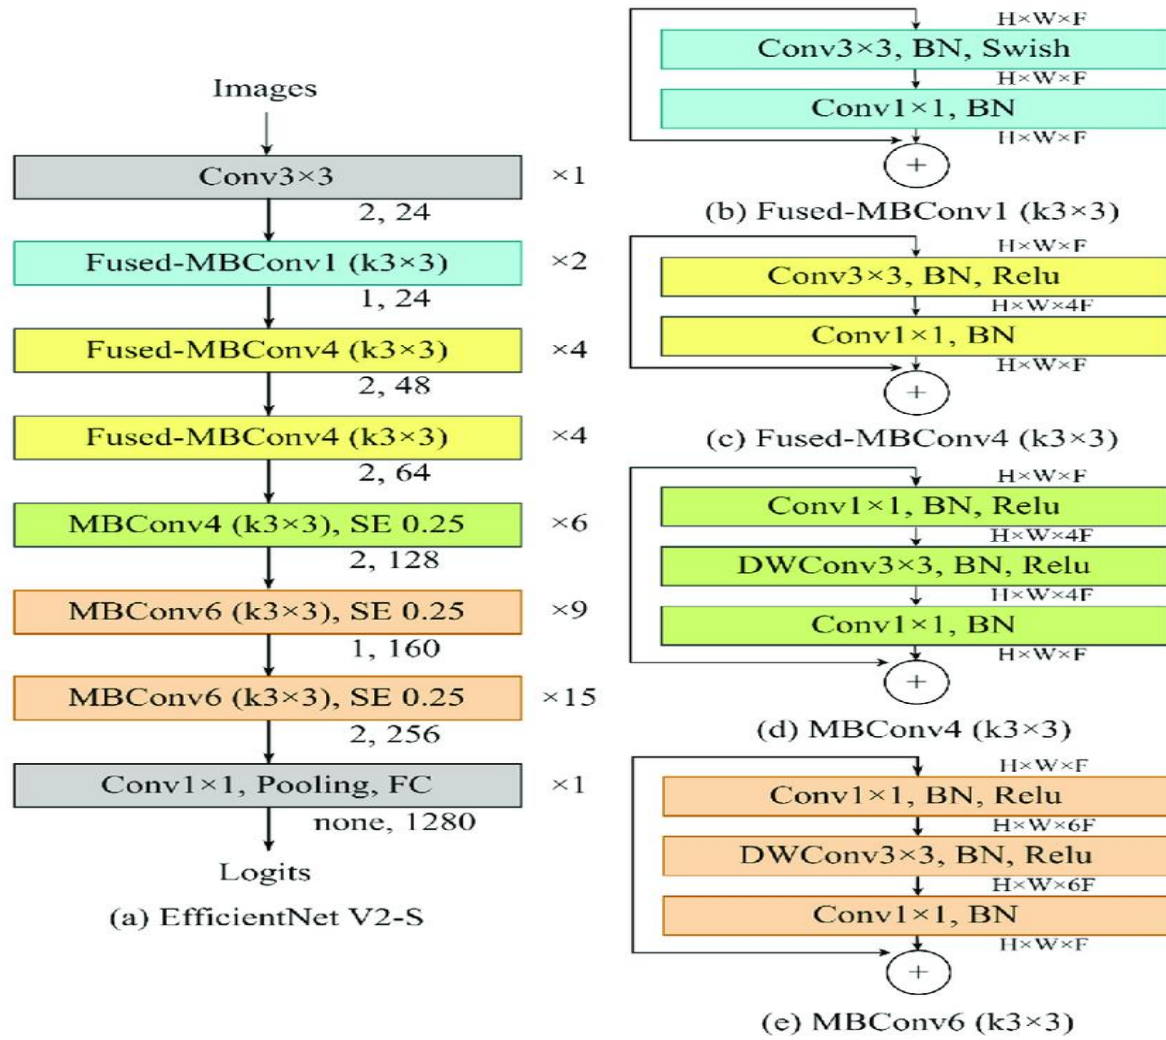 Images
Conv3×3 ×1
2, 24
Fused-MBConv1 (k3×3) ×2
1, 24
Fused-MBConv4 (k3×3) ×4
2, 48
Fused-MBConv4 (k3×3) ×4
2, 64
MBConv4 (k3×3), SE 0.25 ×6
2, 128
MBConv6 (k3×3), SE 0.25 ×9
1, 160
MBConv6 (k3×3), SE 0.25 ×15
2, 256
Conv1×1, Pooling, FC ×1
none, 1280
Logits
(a) EfficientNet V2-S
H×W×F
Conv3×3, BN, Swish
H×W×F
Conv1×1, BN
H×W×F
+
(b) Fused-MBConv1 (k3×3)
H×W×F
Conv3×3, BN, Relu
H×W×4F
Conv1×1, BN
H×W×F
+
(c) Fused-MBConv4 (k3×3)
H×W×F
Conv1×1, BN, Relu
H×W×4F
DWConv3×3, BN, Relu
H×W×4F
Conv1×1, BN
H×W×F
+
(d) MBConv4 (k3×3)
H×W×F
Conv1×1, BN, Relu
H×W×6F
DWConv3×3, BN, Relu
H×W×6F
Conv1×1, BN
H×W×F
+
(e) MBConv6 (k3×3)